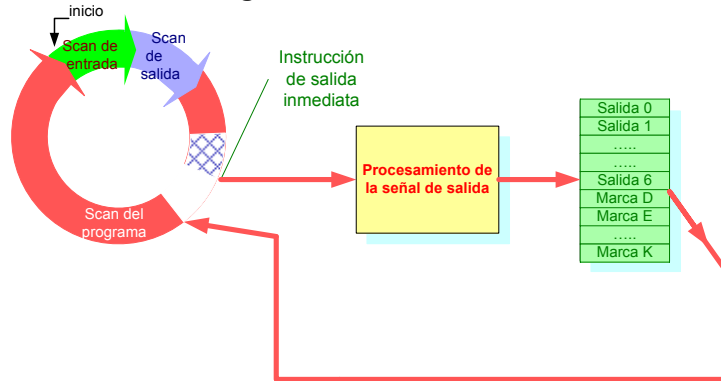 inicio
Scan de
entrada
Scan
de
salida
Instrucción
de salida
inmediata
Scan del
programa
Procesamiento de
la señal de salida
Salida 0
Salida 1
.....
.....
Salida 6
Marca D
Marca E
.....
Marca K